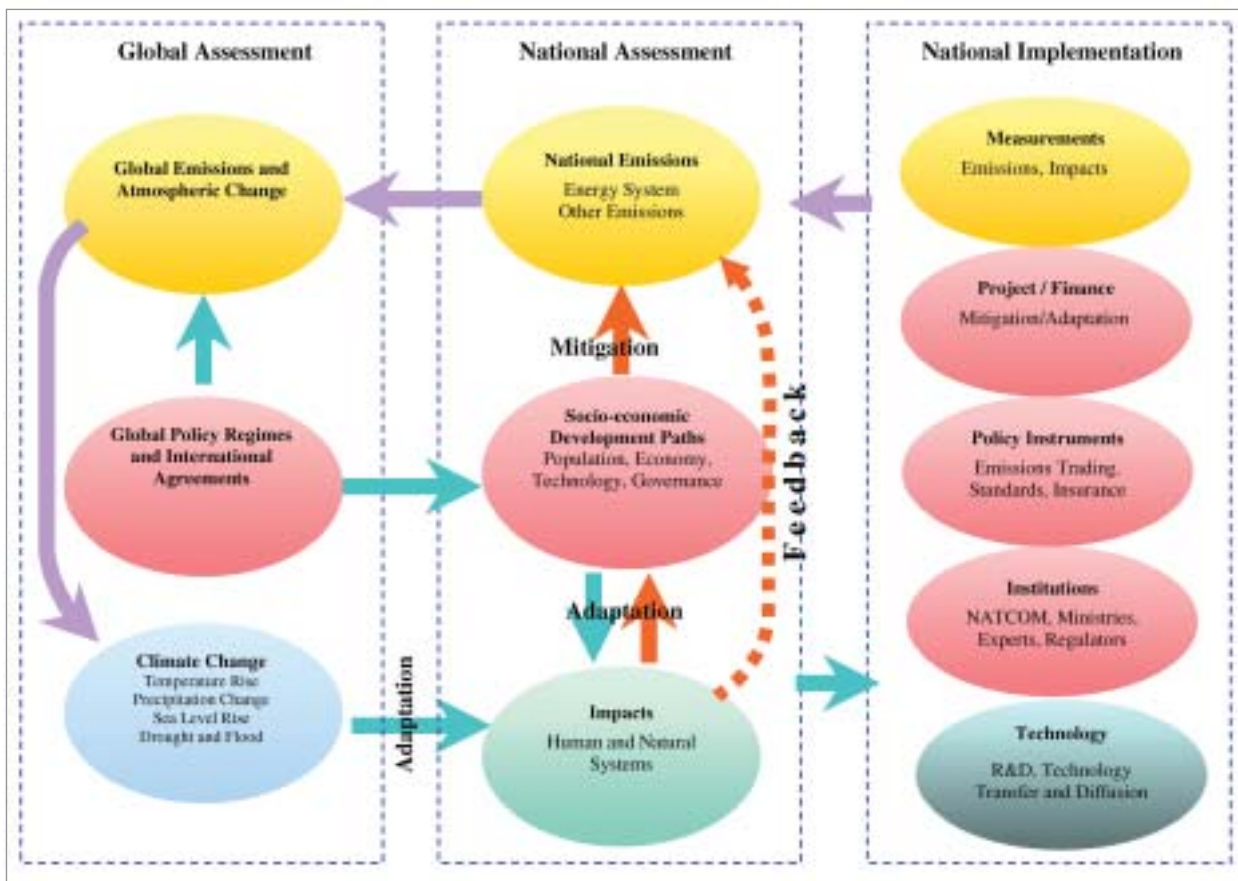 Global Assessment
Global Emissions and
Atmospheric Change
Global Policy Regimes
and International
Agreements
Climate Change
Temperature Rise
Precipitation Change
Sea Level Rise
Drought and Flood
Adaptation
National Assessment
National Emissions
Energy System
Other Emissions
Mitigation
Socio-economic
Development Paths
Population, Economy,
Technology, Governance
Feedback
Adaptation
Impacts
Human and Natural
Systems
National Implementation
Measurements
Emissions, Impacts
Project / Finance
Mitigation/Adaptation
Policy Instruments
Emissions Trading,
Standards, Insurance
Institutions
NATCOM, Ministries,
Experts, Regulators
Technology
R&D, Technology
Transfer and Diffusion